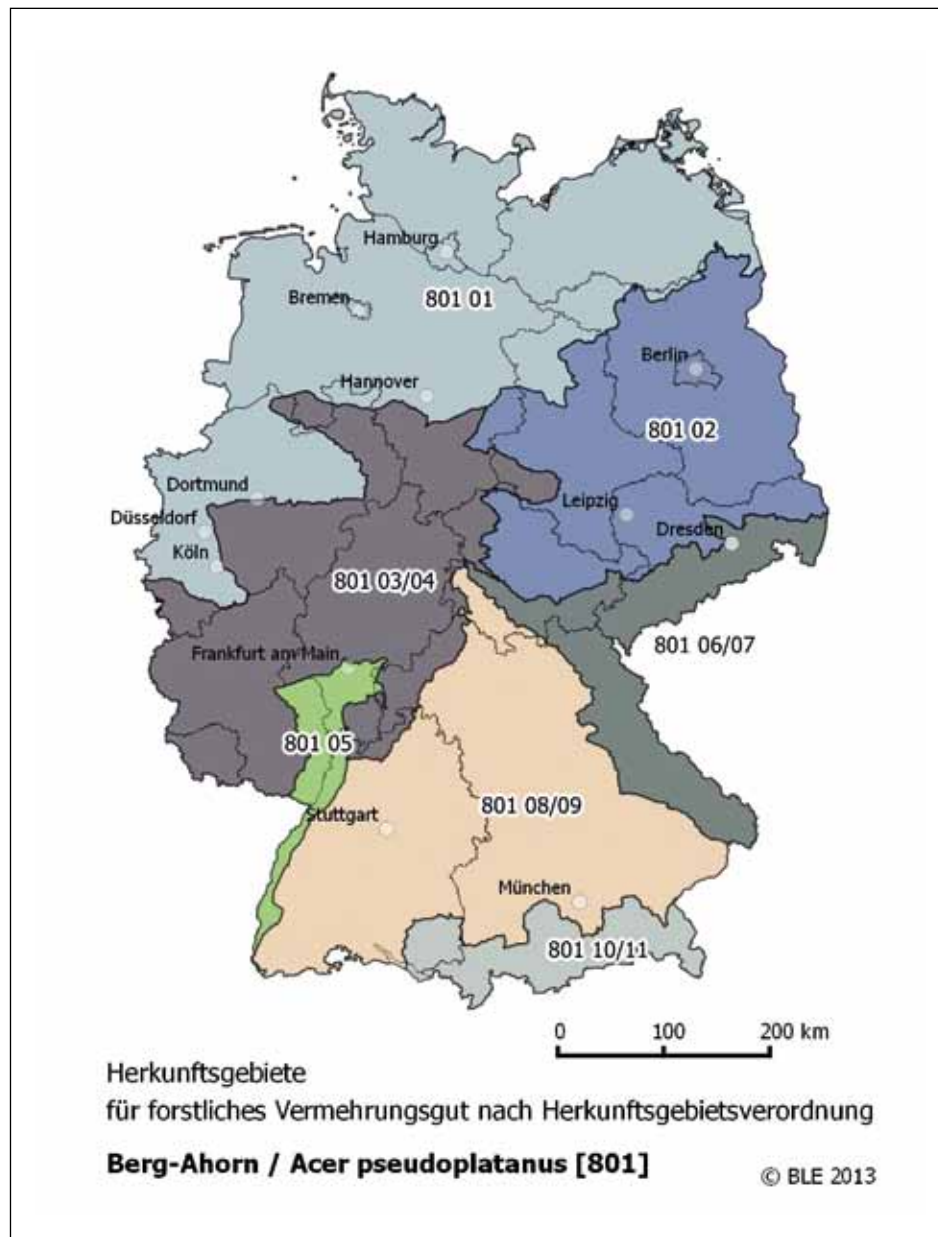 Hamburg
Bremen
801 01
Berlin
Hannover
801 02
Dortmund
Leipzig
Düsseldorf
Dresden
Köln
801 03/04
801 06/07
Frankfurt am Main
801 05
801 08/09
Stuttgart
München
801 10/11
0 100 200 km
Herkunftsgebiete
für forstliches Vermehrungsgut nach Herkunftsgebietsverordnung
Berg-Ahorn / Acer pseudoplatanus [801]
© BLE 2013